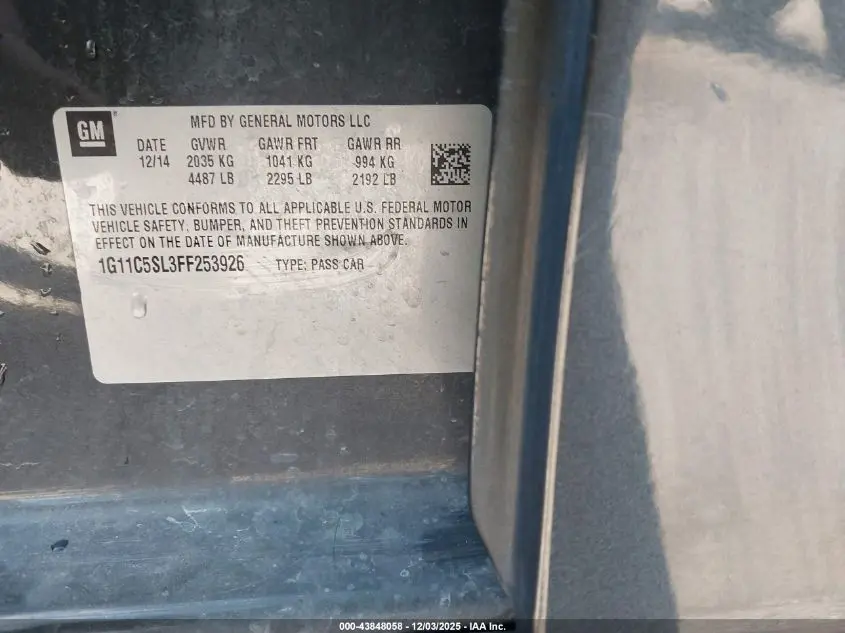 GM
MFD BY GENERAL MOTORS LLC
DATE GVWR GAWR FRT GAWR RR
12/14 2035 KG 1041 KG 994 KG
4487 LB 2295 LB 2192 LB
THIS VEHICLE CONFORMS TO ALL APPLICABLE U.S. FEDERAL MOTOR
VEHICLE SAFETY, BUMPER, AND THEFT PREVENTION STANDARDS IN
EFFECT ON THE DATE OF MANUFACTURE SHOWN ABOVE.
1G11C5SL3FF253926 TYPE: PASS CAR
000-43848058 - 12/03/2025 - IAA Inc.